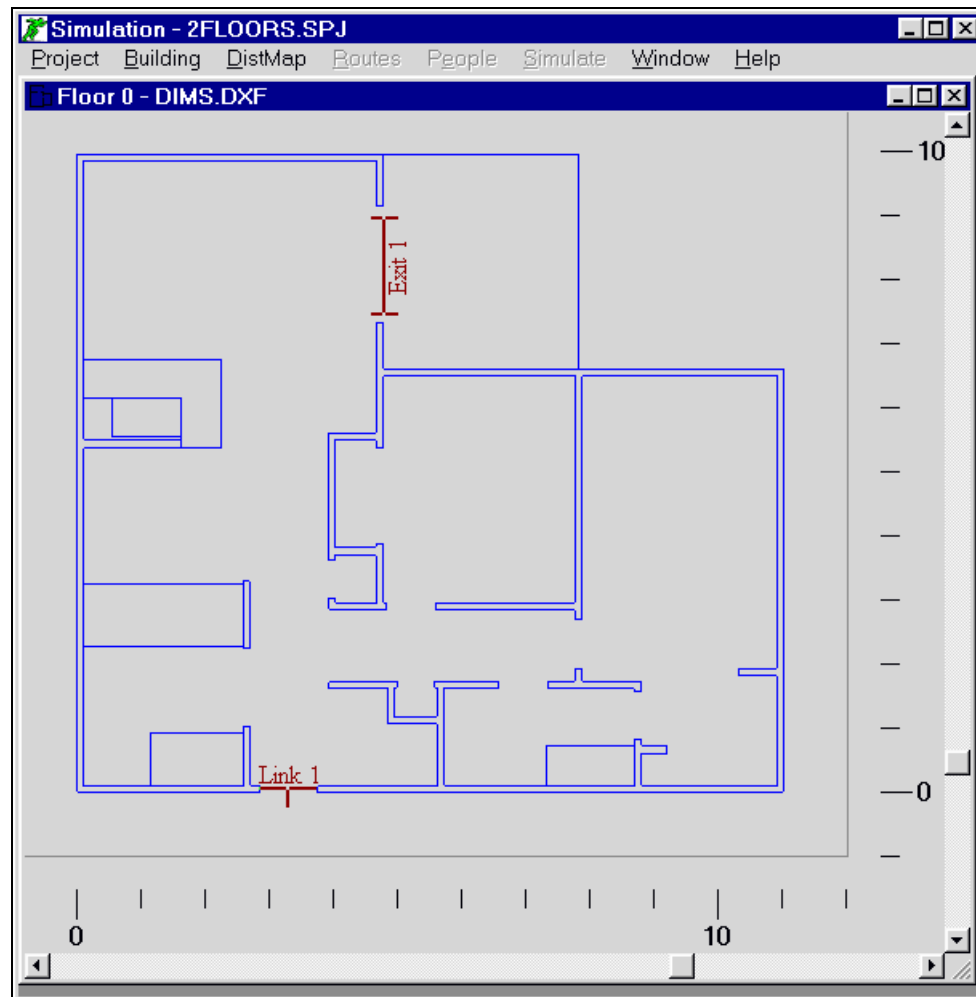 Simulation - 2FLOORS.SPJ
Project Building DistMap Routes People Simulate Window Help
Floor 0 - DIMS.DXF
10
Exit 1
Link 1
0
0 10